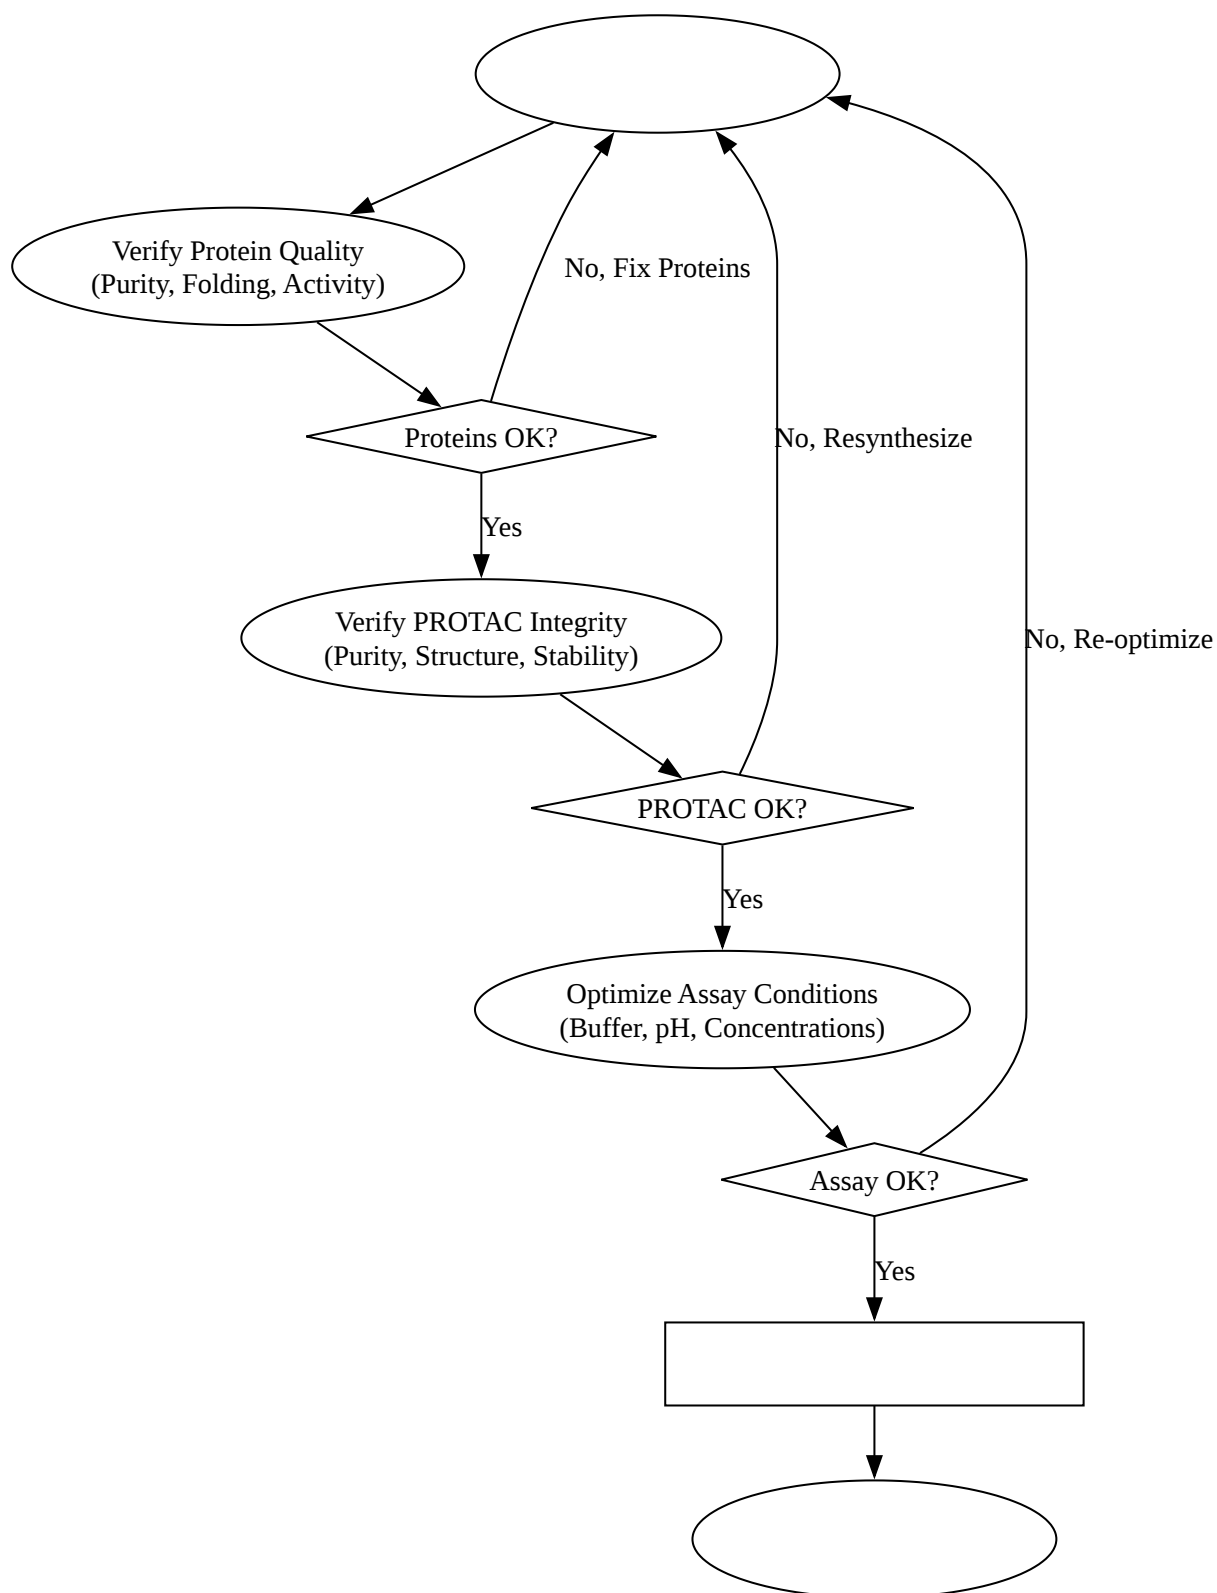 Verify Protein Quality
(Purity, Folding, Activity)
No, Fix Proteins
Proteins OK?
No, Resynthesize
Yes
Verify PROTAC Integrity
(Purity, Structure, Stability)
No, Re-optimize
PROTAC OK?
Yes
Optimize Assay Conditions
(Buffer, pH, Concentrations)
Assay OK?
Yes